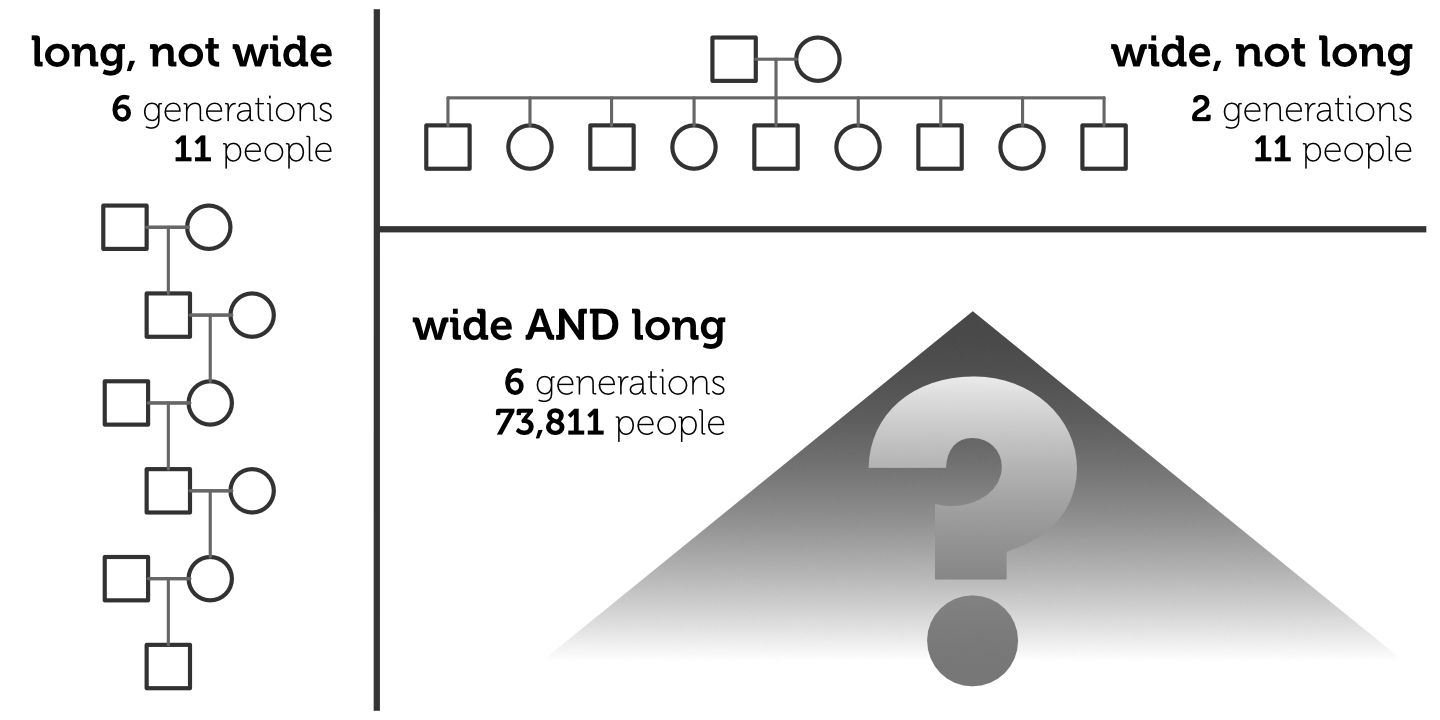 long, not wide
6 generations
11 people
wide, not long
2 generations
11 people
wide AND long
6 generations
73,811 people
?